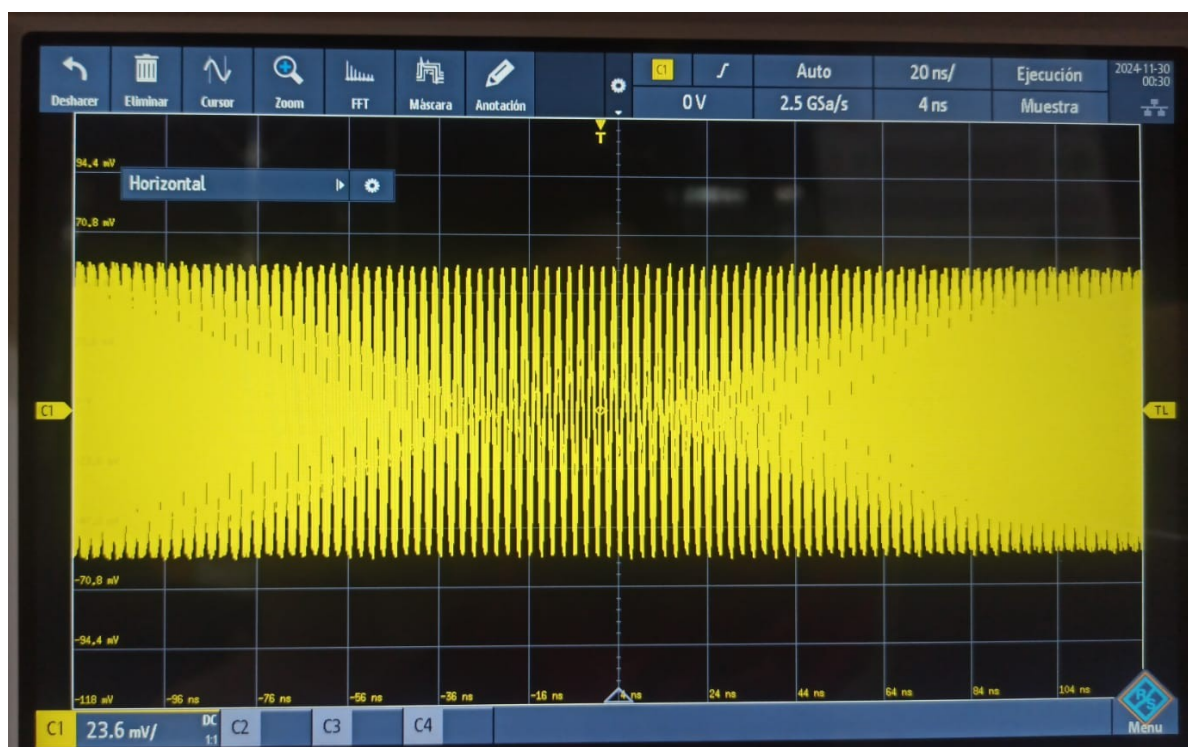 Deshacer Eliminar Cursor Zoom FFT Máscara Anotación
C1 Auto 20 ns/ Ejecución 2024-11-30
00:30
0 V 2.5 GSa/s 4 ns Muestra
T
94,4 mV
Horizontal
70,8 mV
C1 TL
-70,8 mV
-94,4 mV
-118 mV -96 ns -76 ns -56 ns -36 ns -16 ns 4 ns 24 ns 44 ns 64 ns 84 ns 104 ns
C1 23.6 mV/ DC
1:1 C2 C3 C4 R&S
Menu